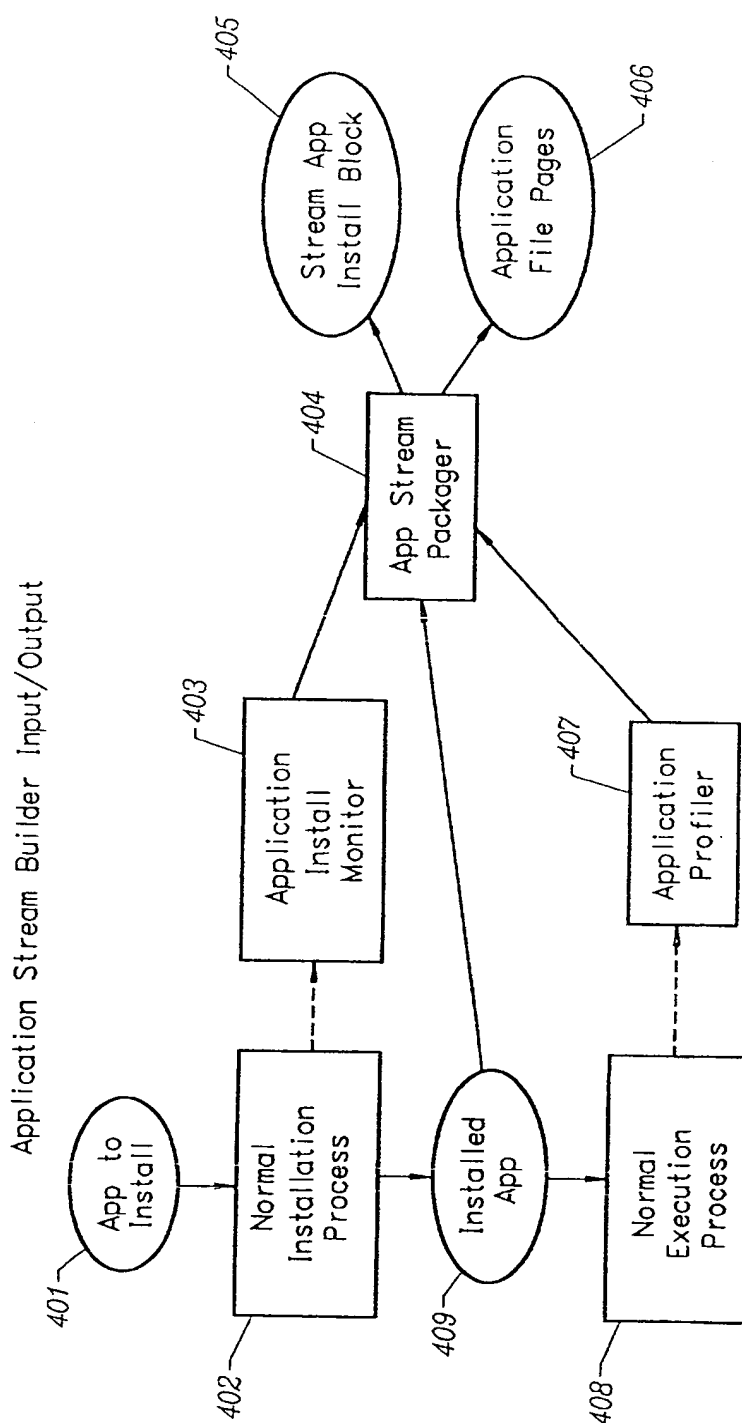 Application Stream Builder Input/Output
401
App to
Install
402
Normal
Installation
Process
403
Application
Install
Monitor
409
Installed
App
404
App Stream
Packager
405
Stream App
Install Block
406
Application
File Pages
407
Application
Profiler
408
Normal
Execution
Process